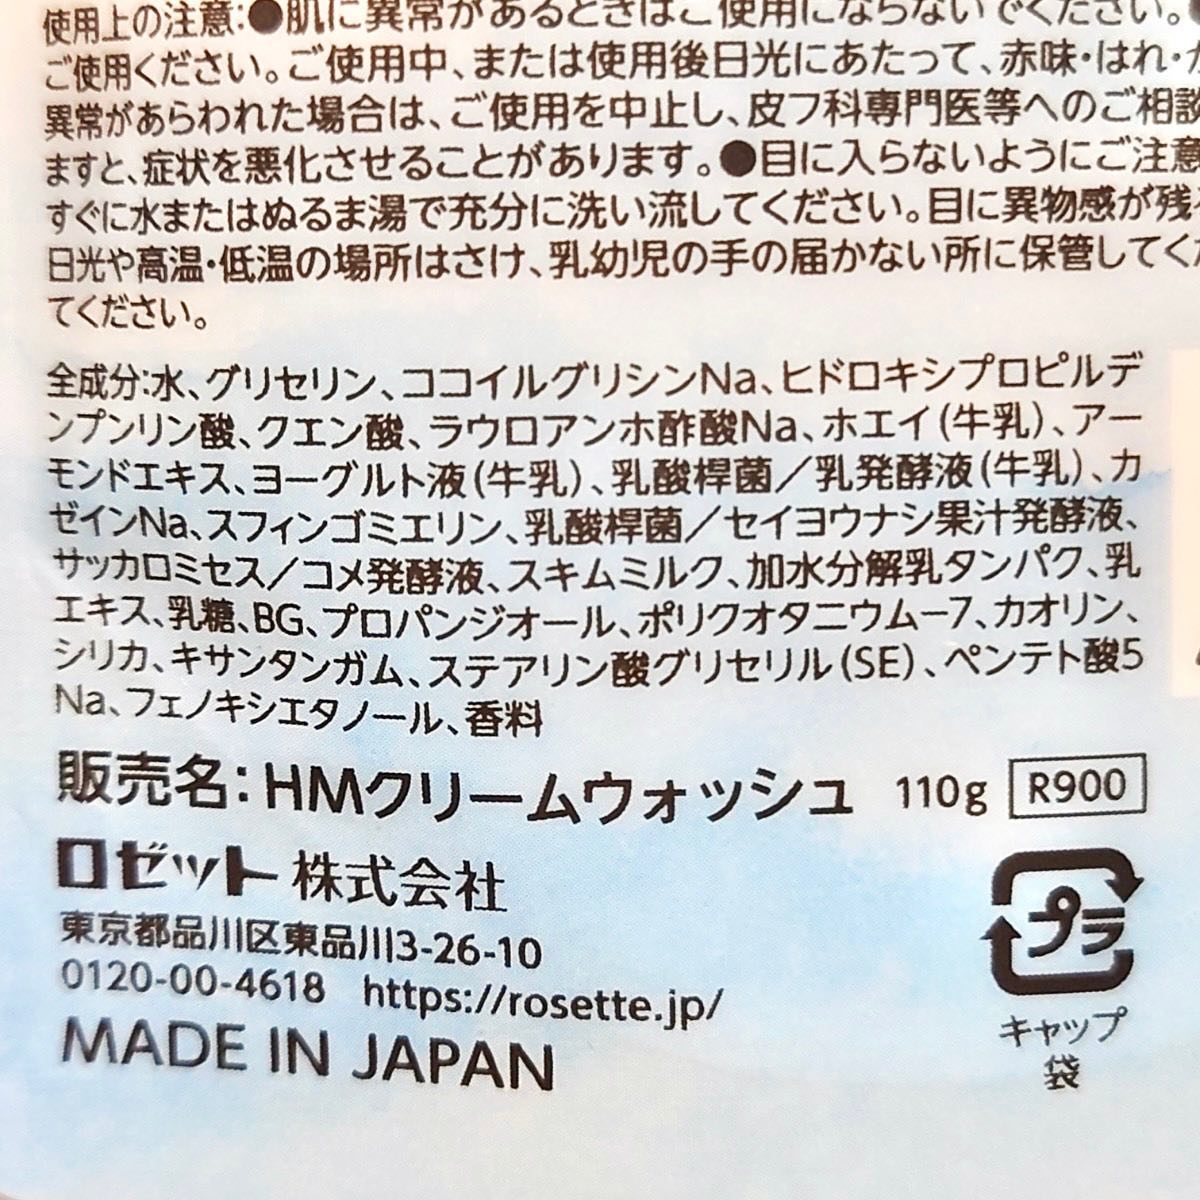 使用上の注意:●肌に異常があるときはご使用にならないでください。●
ご使用ください。ご使用中、または使用後日光にあたって、赤味・はれ・か
異常があらわれた場合は、ご使用を中止し、皮フ科専門医等へのご相談
ますと、症状を悪化させることがあります。●目に入らないようにご注意
すぐに水またはぬるま湯で充分に洗い流してください。目に異物感が残
日光や高温・低温の場所はさけ、乳幼児の手の届かない所に保管してく
てください。
全成分:水、グリセリン、ココイルグリシンNa、ヒドロキシプロピルデ
ンプンリン酸、クエン酸、ラウロアンホ酢酸Na、ホエイ(牛乳)、アー
モンドエキス、ヨーグルト液(牛乳)、乳酸桿菌/乳発酵液(牛乳)、カ
ゼインNa、スフィンゴミエリン、乳酸桿菌/セイヨウナシ果汁発酵液、
サッカロミセス/コメ発酵液、スキムミルク、加水分解乳タンパク、乳
エキス、乳糖、BG、プロパンジオール、ポリクオタニウム-7、カオリン、
シリカ、キサンタンガム、ステアリン酸グリセリル(SE)、ペンテト酸5
Na、フェノキシエタノール、香料
販売名:HMクリームウォッシュ 110g R900
ロゼット株式会社
東京都品川区東品川3-26-10
0120-00-4618 https://rosette.jp/
MADE IN JAPAN
プラ
キャップ
袋